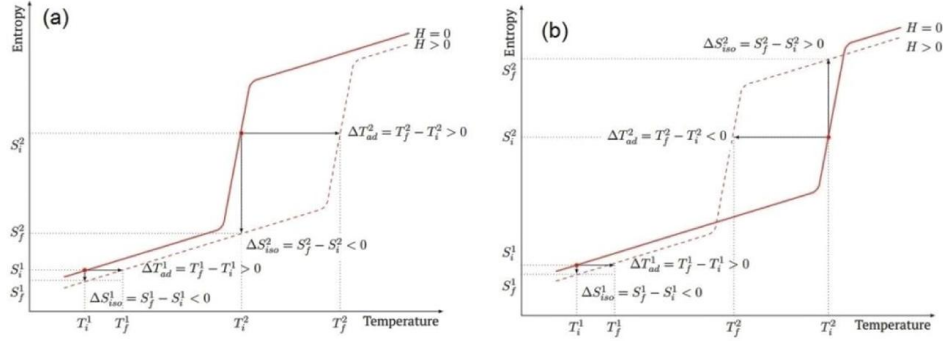 (a)
Entropy
H = 0
H > 0
S_i^2
ΔT_ad^2 = T_f^2 − T_i^2 > 0
S_f^2
ΔS_iso^2 = S_f^2 − S_i^2 < 0
S_i^1
ΔT_ad^1 = T_f^1 − T_i^1 > 0
S_f^1
ΔS_iso^1 = S_f^1 − S_i^1 < 0
T_i^1 T_f^1 T_i^2 T_f^2 Temperature
(b)
Entropy
H = 0
ΔS_iso^2 = S_f^2 − S_i^2 > 0
H > 0
S_f^2
S_i^2
ΔT_ad^2 = T_f^2 − T_i^2 < 0
S_i^1
ΔT_ad^1 = T_f^1 − T_i^1 > 0
S_f^1
ΔS_iso^1 = S_f^1 − S_i^1 < 0
T_i^1 T_f^1 T_f^2 T_i^2 Temperature